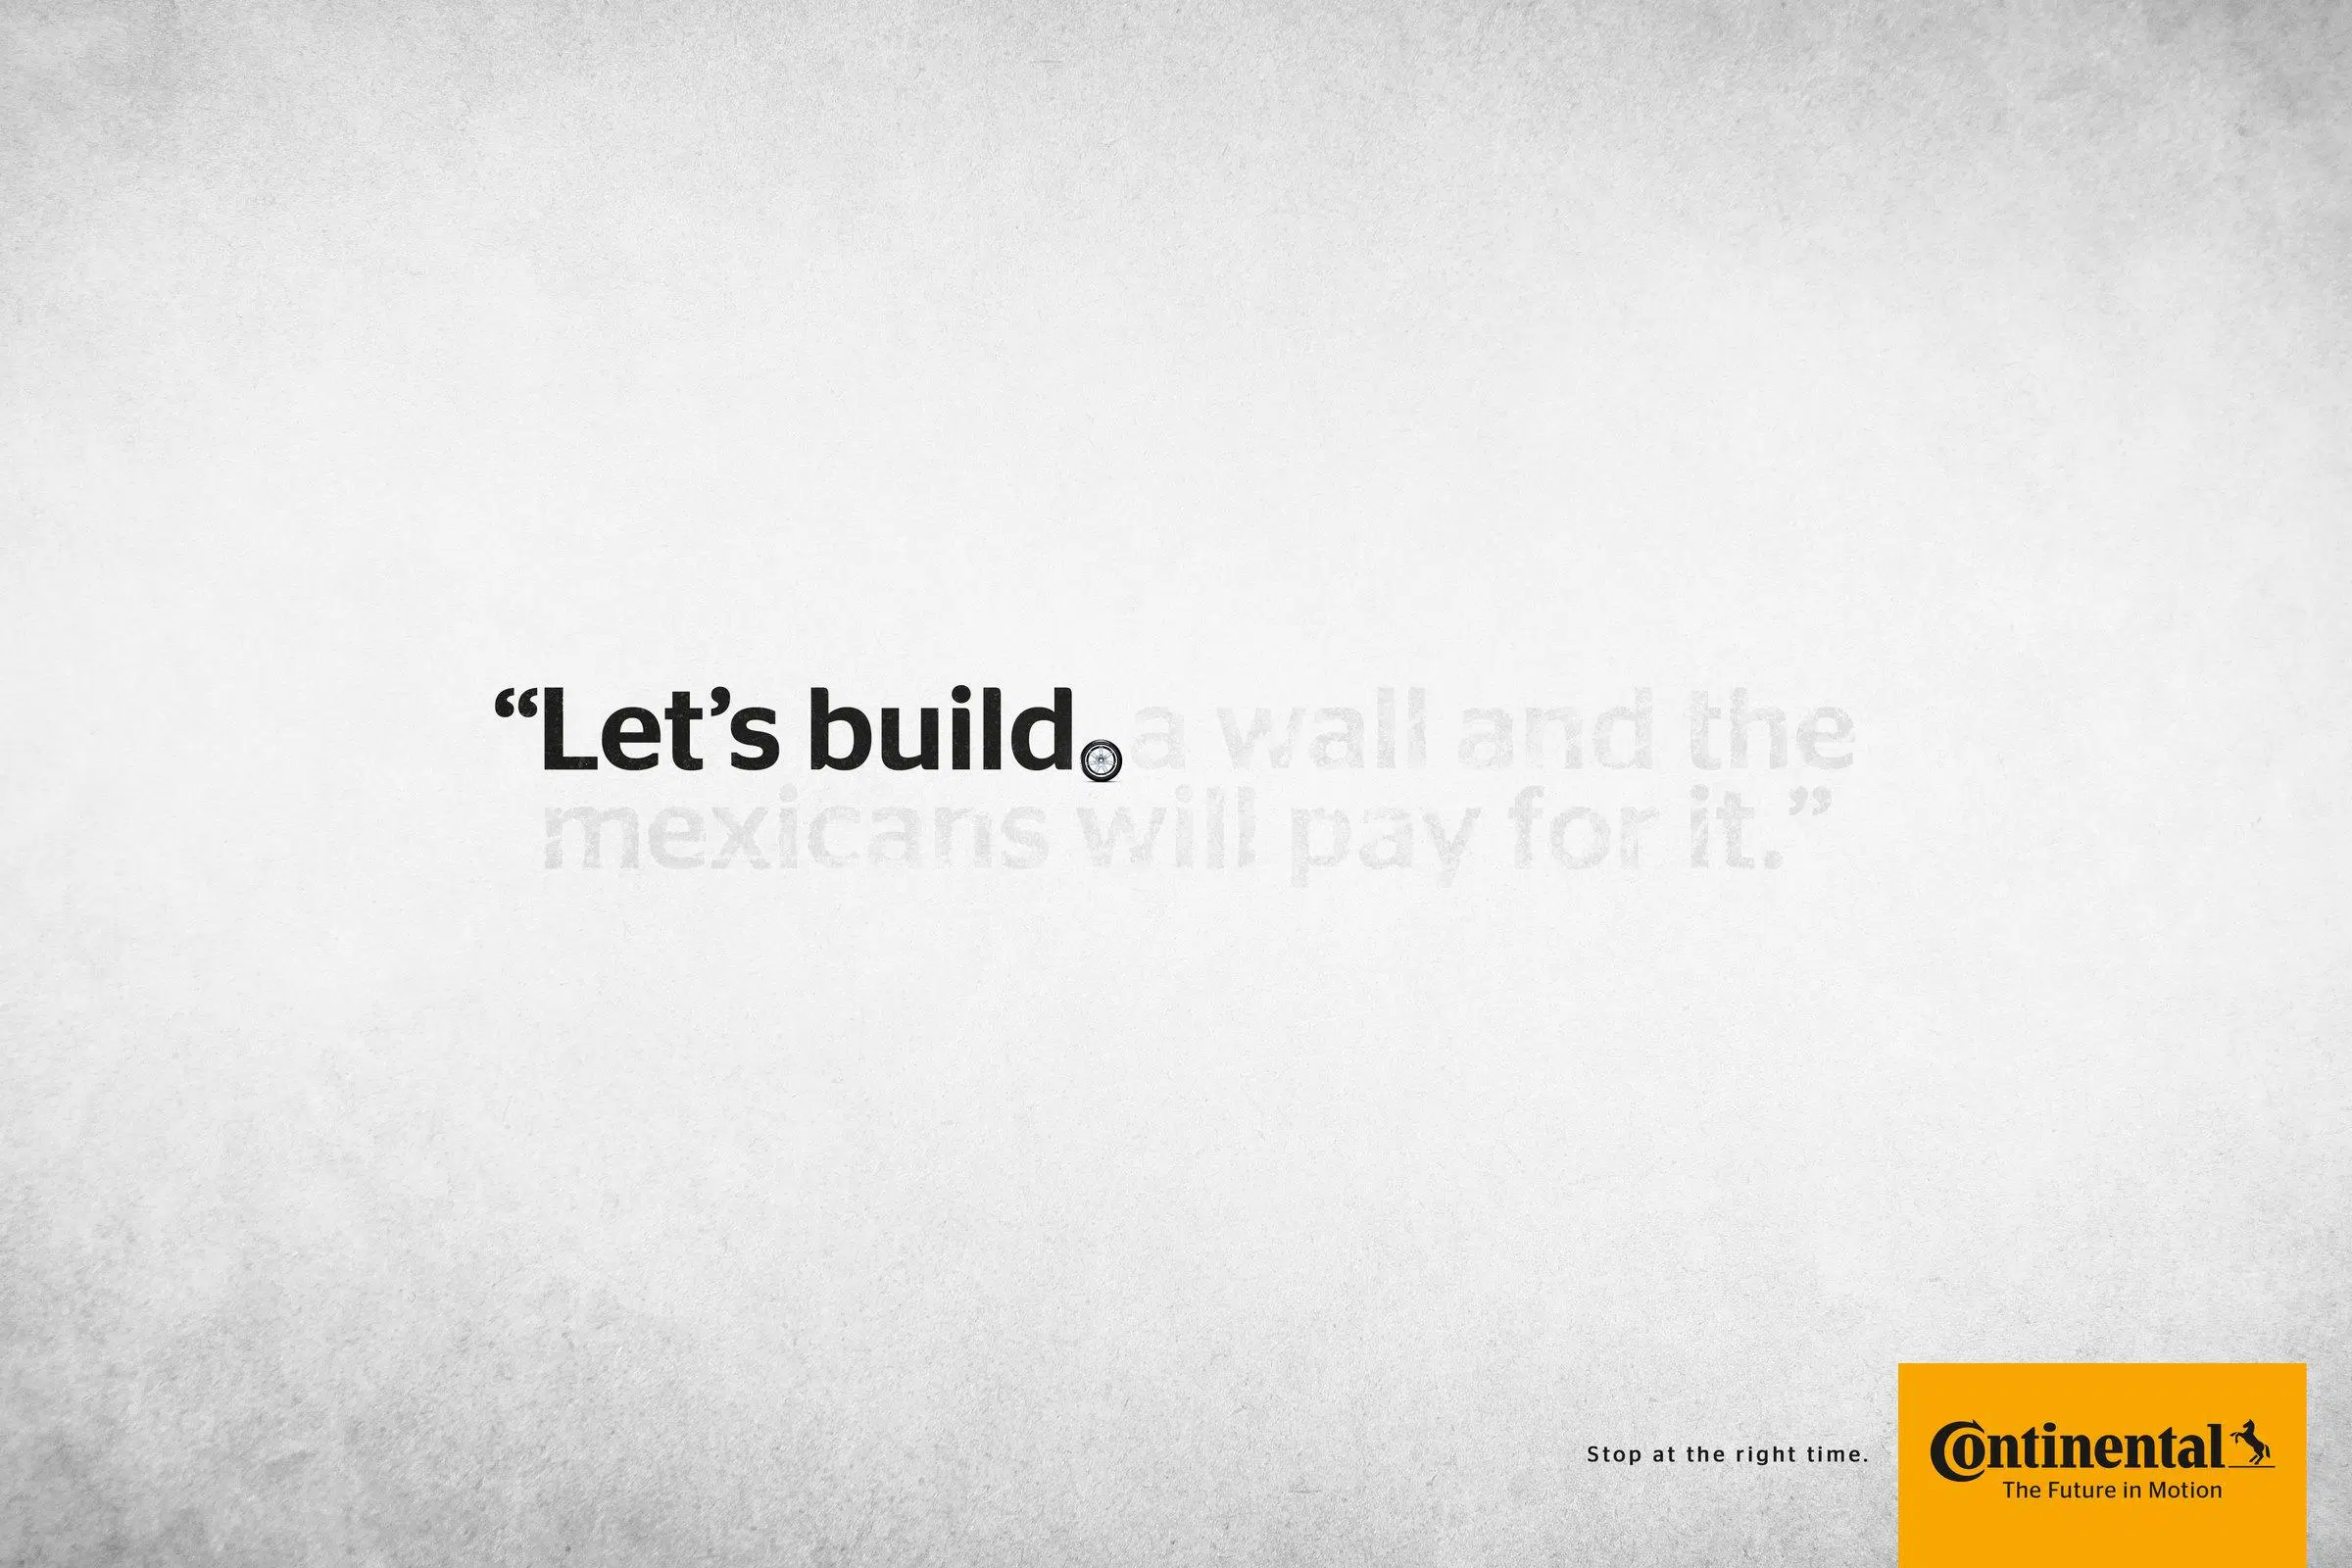 “Let’s build. a wall and the
mexicans will pay for it.”
Stop at the right time.
Continental
The Future in Motion